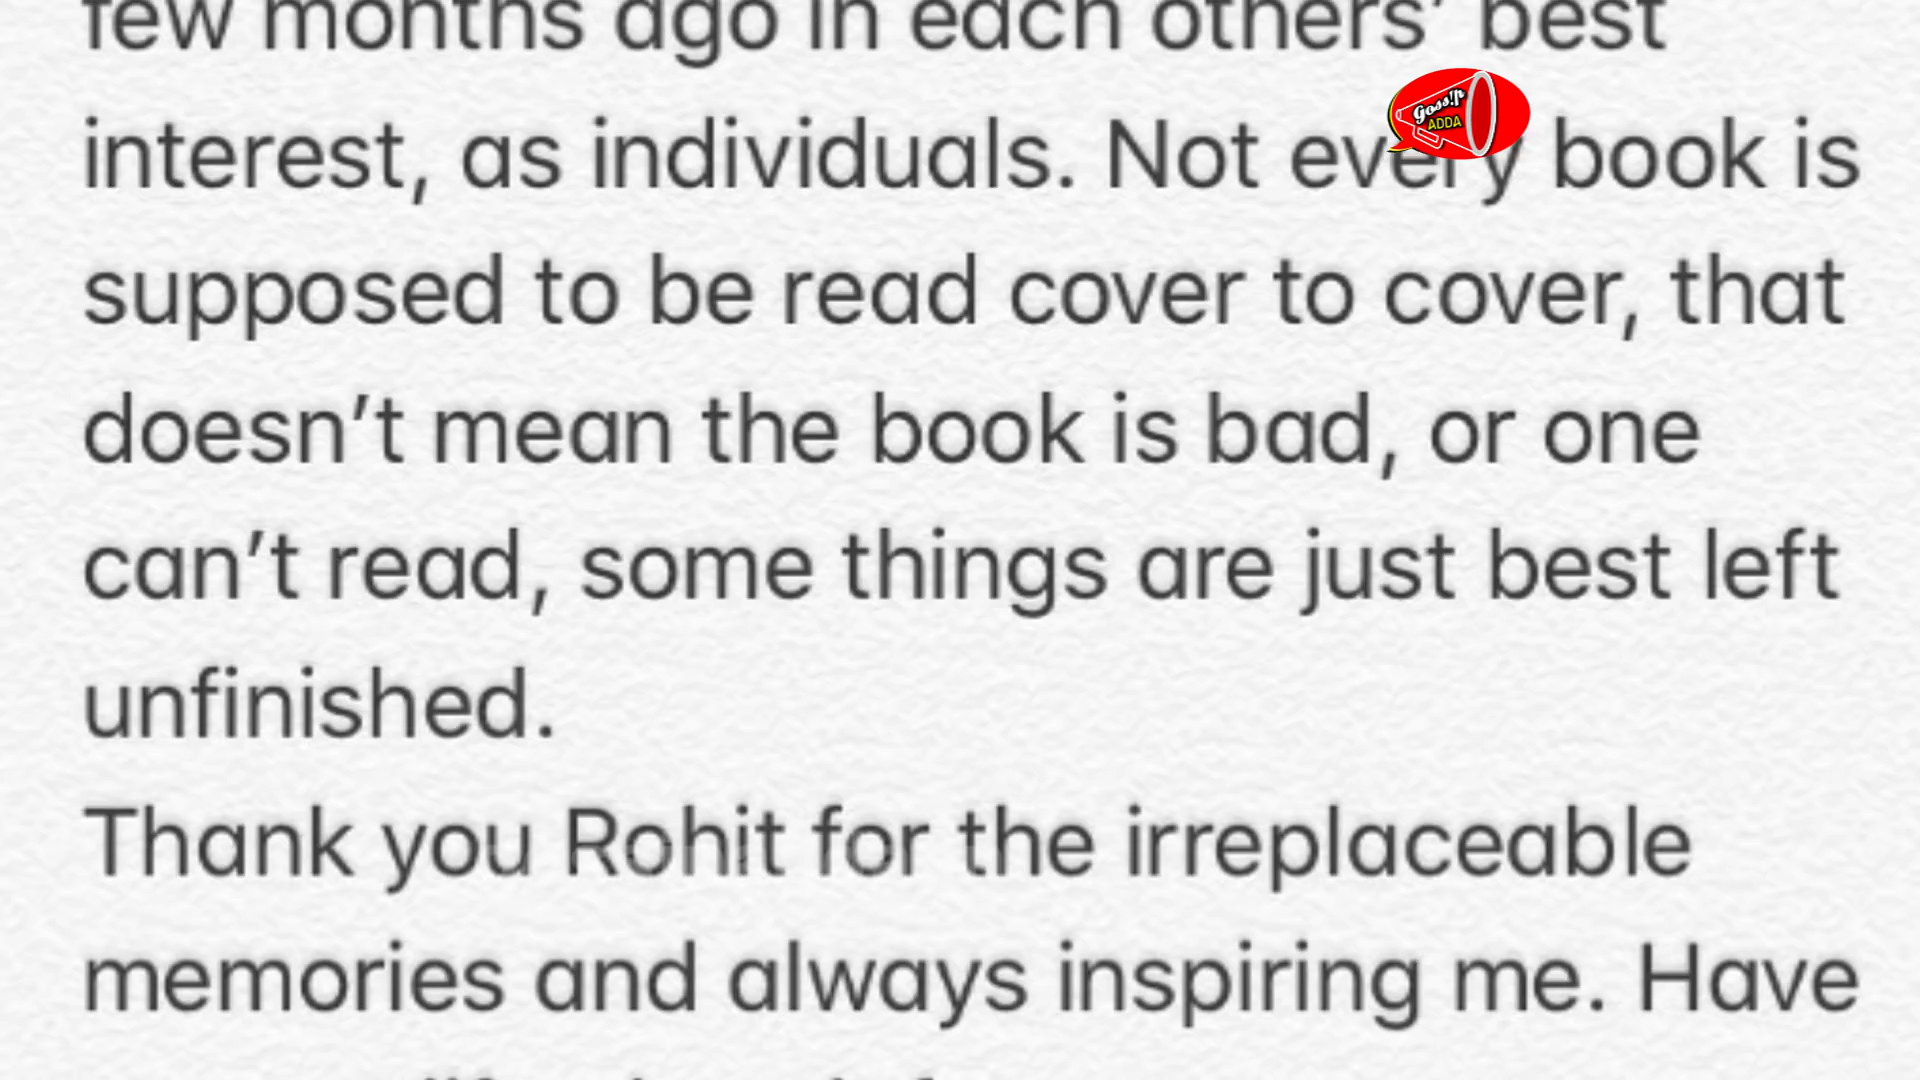 few months ago in each others’ best
Goss!p
ADDA
interest, as individuals. Not every book is
supposed to be read cover to cover, that
doesn’t mean the book is bad, or one
can’t read, some things are just best left
unfinished.
Thank you Rohit for the irreplaceable
memories and always inspiring me. Have